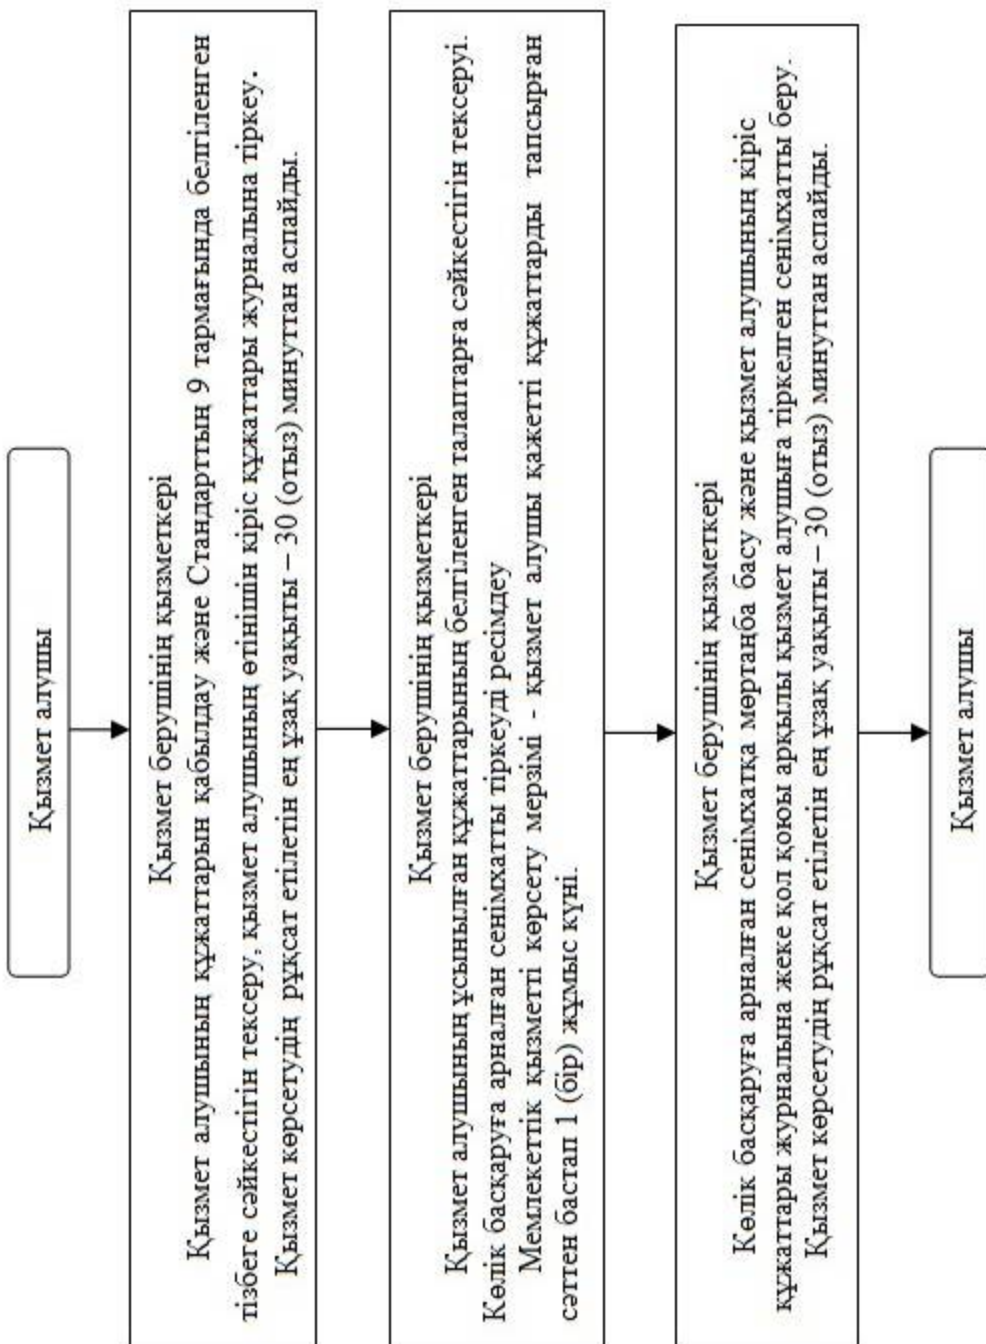 Қызмет алушы
Қызмет берушінің қызметкері
Қызмет алушының құжаттарын қабылдау және Стандарттың 9 тармағында белгіленген
тізбеге сәйкестігін тексеру, қызмет алушының өтінішін кіріс құжаттары журналына тіркеу.
Қызмет көрсетудің рұқсат етілетін ең ұзақ уақыты – 30 (отыз) минуттан аспайды.
Қызмет берушінің қызметкері
Қызмет алушының ұсынылған құжаттарының белгіленген талаптарға сәйкестігін тексеруі.
Көлік басқаруға арналған сенімхатты тіркеуді ресімдеу
Мемлекеттік қызметті көрсету мерзімі - қызмет алушы қажетті құжаттарды тапсырған
сәттен бастап 1 (бір) жұмыс күні.
Қызмет берушінің қызметкері
Көлік басқаруға арналған сенімхатқа мөртаңба басу және қызмет алушының кіріс
құжаттары журналына жеке қол қоюы арқылы қызмет алушыға тіркелген сенімхатты беру.
Қызмет көрсетудің рұқсат етілетін ең ұзақ уақыты – 30 (отыз) минуттан аспайды.
Қызмет алушы